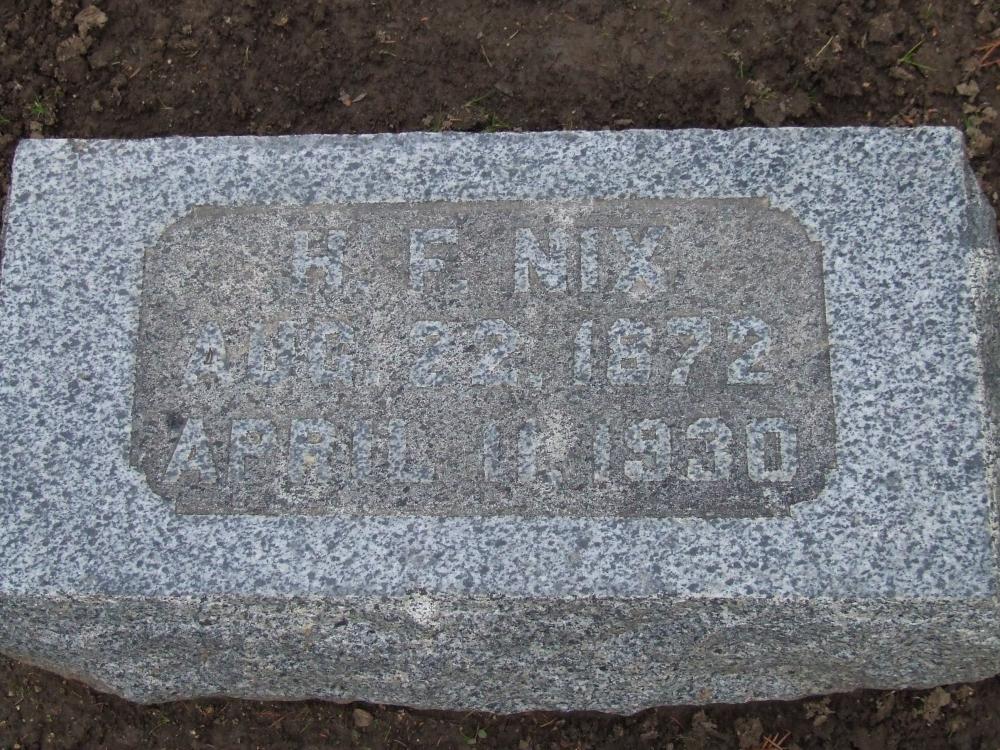 H. F. NIX
AUG. 22, 1872
APRIL 11, 1930